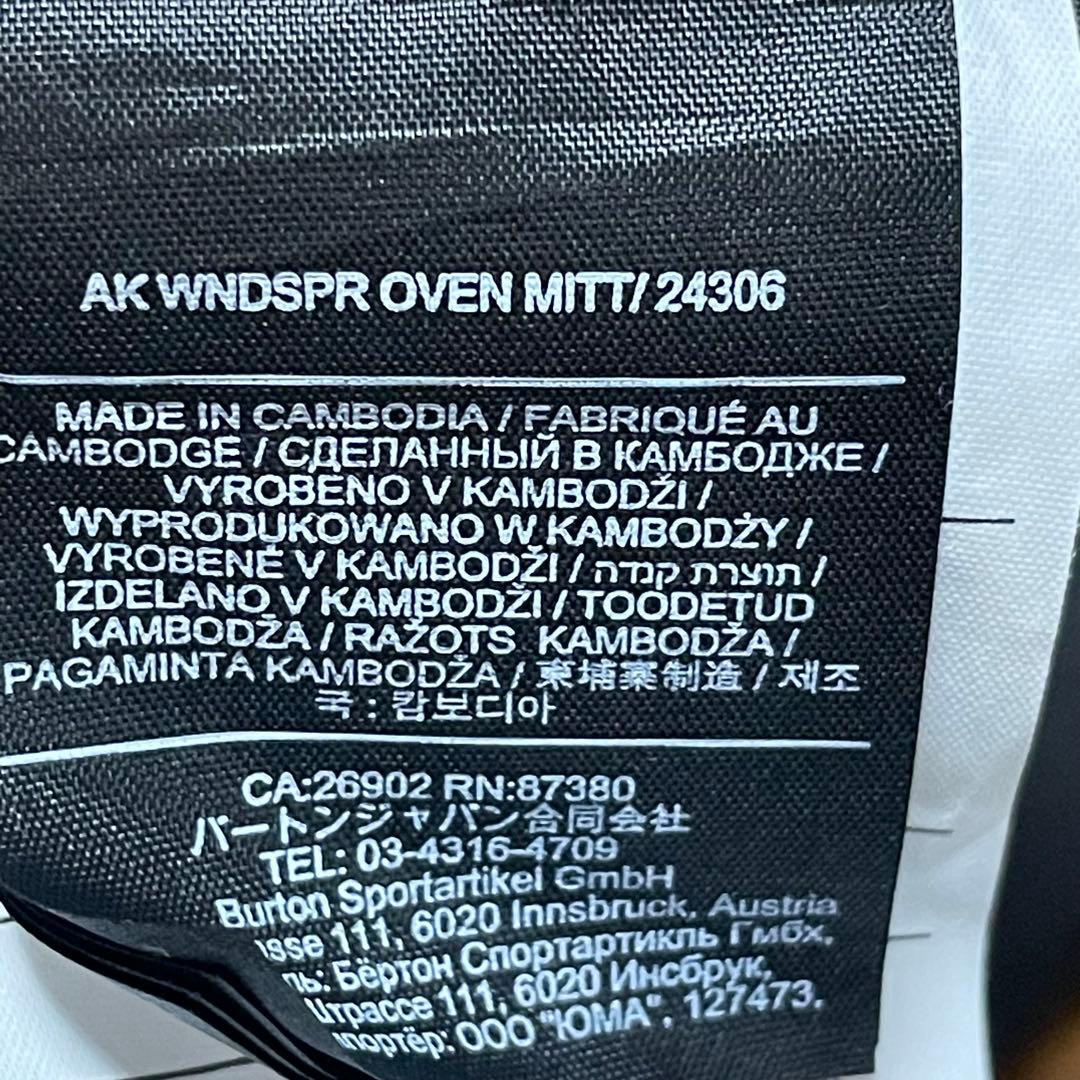 AK WNDSPR OVEN MITT/ 24306
MADE IN CAMBODIA / FABRIQUÉ AU
CAMBODGE / СДЕЛАННЫЙ В КАМБОДЖЕ /
VYROBENO V KAMBODŽI /
WYPRODUKOWANO W KAMBODŻY /
VYROBENÉ V KAMBODŽI / תוצרת קנדה /
IZDELANO V KAMBODŽI / TOODETUD
KAMBODŽA / RAŽOTS KAMBODŽA /
PAGAMINTA KAMBODŽA / 柬埔寨制造 / 제조
국 : 캄보디아
CA:26902 RN:87380
バートンジャパン合同会社
TEL: 03-4316-4709
Burton Sportartikel GmbH
asse 111, 6020 Innsbruck, Austria
ль: Бёртон Спортартикль Гмбх,
Штрассе 111, 6020 Инсбрук,
мпортёр: ООО "ЮМА", 127473.